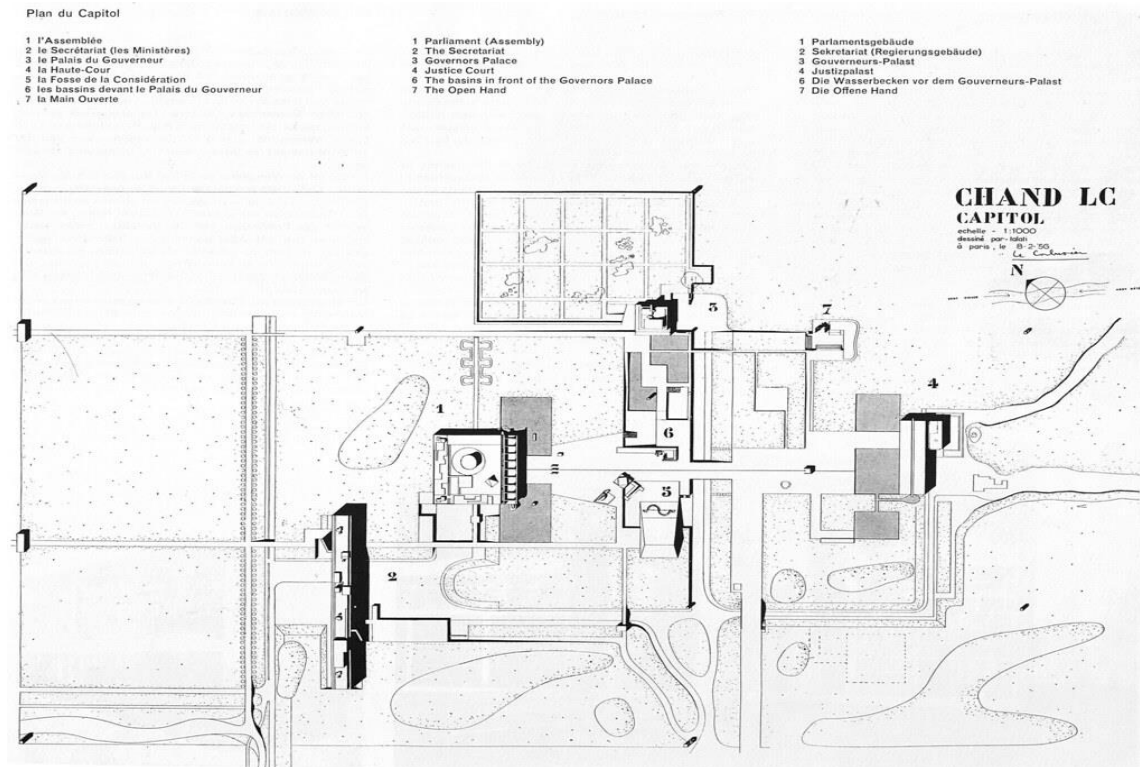 Plan du Capitol
1 l'Assemblée
2 le Secrétariat (les Ministères)
3 le Palais du Gouverneur
4 la Haute-Cour
5 la Fosse de la Considération
6 les bassins devant le Palais du Gouverneur
7 la Main Ouverte
1 Parliament (Assembly)
2 The Secretariat
3 Governors Palace
4 Justice Court
6 The basins in front of the Governors Palace
7 The Open Hand
1 Parlamentsgebäude
2 Sekretariat (Regierungsgebäude)
3 Gouverneurs-Palast
4 Justizpalast
6 Die Wasserbecken vor dem Gouverneurs-Palast
7 Die Offene Hand
CHAND LC
CAPITOL
echelle - 1:1000
dessiné par-
à paris, le 8-2-'56
Le Corbusier
N
3
7
4
1
6
5
2